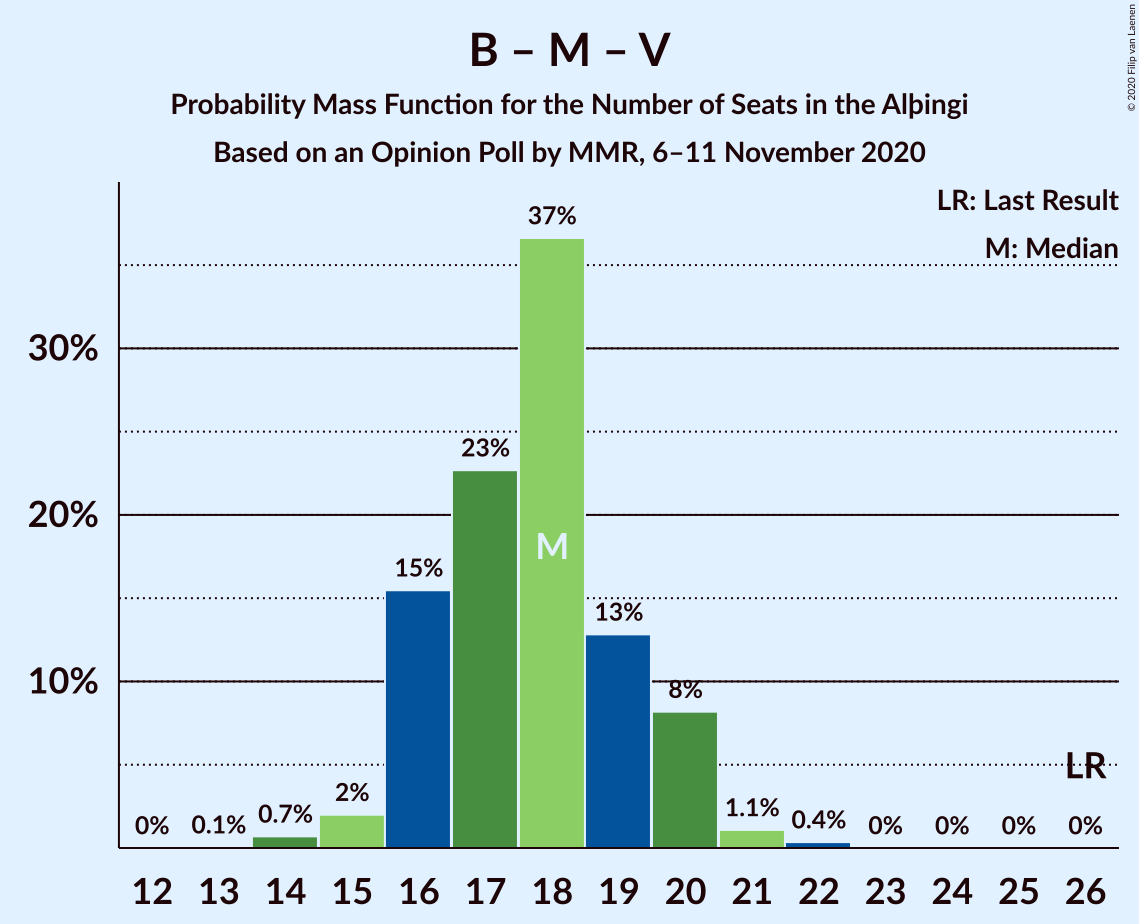 B – M – V
Probability Mass Function for the Number of Seats in the Alþingi
Based on an Opinion Poll by MMR, 6–11 November 2020
© 2020 Filip van Laenen
LR: Last Result
M: Median
37%
30%
23%
20%
M
15%
13%
10%
8%
LR
0%
0.1%
0.7%
2%
1.1%
0.4%
0%
0%
0%
0%
12 13 14 15 16 17 18 19 20 21 22 23 24 25 26